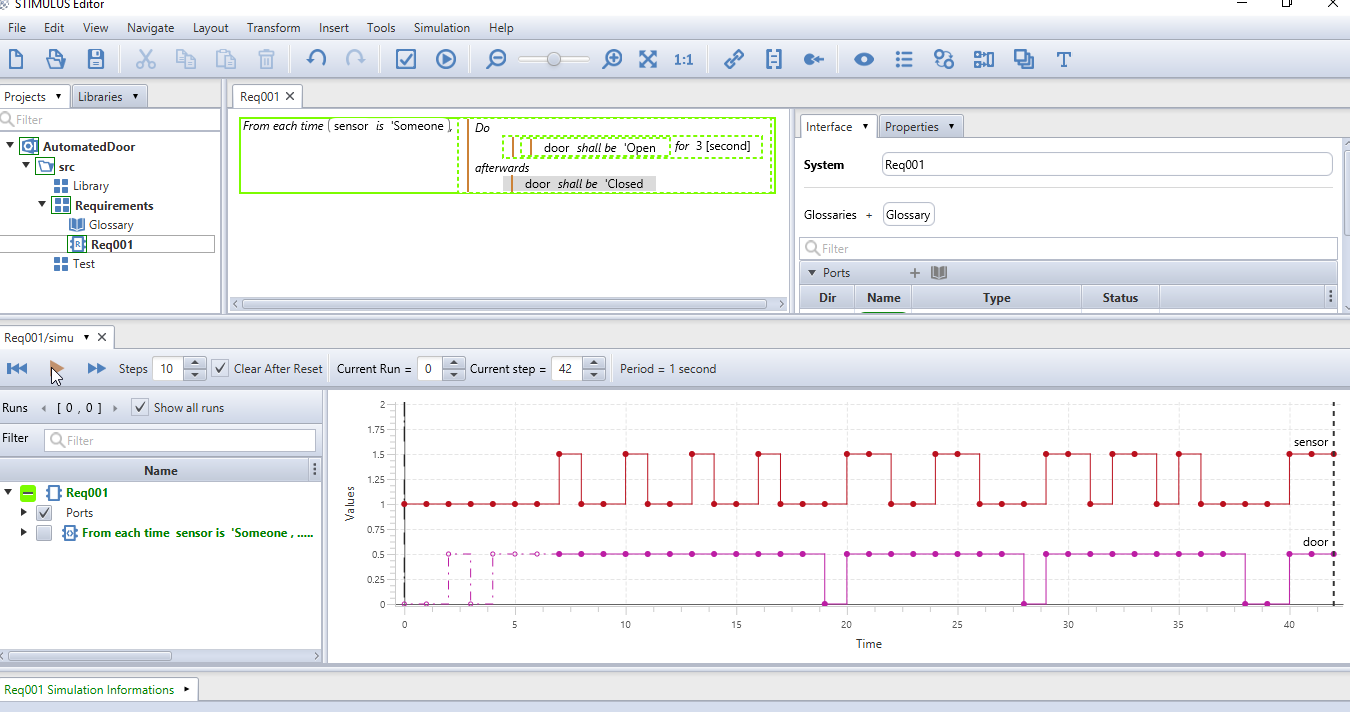 STIMULUS Editor
File Edit View Navigate Layout Transform Insert Tools Simulation Help
1:1 T
Projects Libraries
Filter
AutomatedDoor
src
Library
Requirements
Glossary
R Req001
Test
Req001
From each time ( sensor is 'Someone ),
Do
door shall be 'Open for 3 [second]
afterwards
door shall be 'Closed
Interface Properties
System Req001
Glossaries + Glossary
Filter
Ports +
Dir Name Type Status
Req001/simu
Steps 10 Clear After Reset Current Run = 0 Current step = 42 Period = 1 second
Runs [ 0 , 0 ] Show all runs
Filter Filter
Name
Req001
Ports
From each time sensor is 'Someone , .....
Values
2
1.75
1.5
1.25
1
0.75
0.5
0.25
0
sensor
door
0 5 10 15 20 25 30 35 40
Time
Req001 Simulation Informations